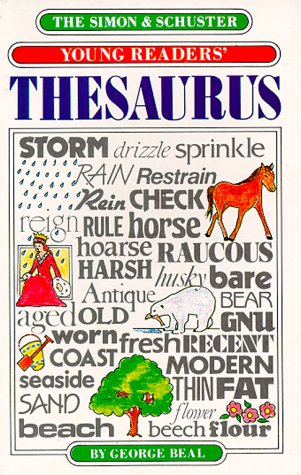 THE SIMON & SCHUSTER
YOUNG READERS'
THESAURUS
STORM drizzle sprinkle
RAIN Restrain
Rein CHECK
reign RULE horse
hoarse RAUCOUS
HARSH husky bare
Antique BEAR
aged OLD GNU
worn fresh RECENT
COAST MODERN
seaside THIN FAT
SAND flower
beach beech flour
BY GEORGE BEAL